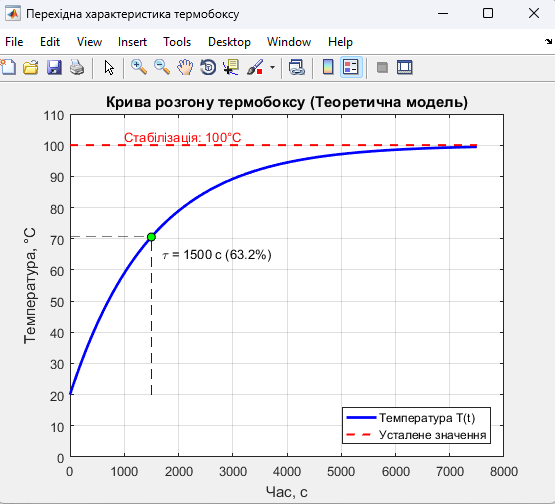 Перехідна характеристика термобоксу
File Edit View Insert Tools Desktop Window Help
Крива розгону термобоксу (Теоретична модель)
110
100
90
80
70
60
50
40
30
20
10
0
Температура, °C
Стабілізація: 100°C
τ = 1500 с (63.2%)
Температура T(t)
Усталене значення
0 1000 2000 3000 4000 5000 6000 7000 8000
Час, с